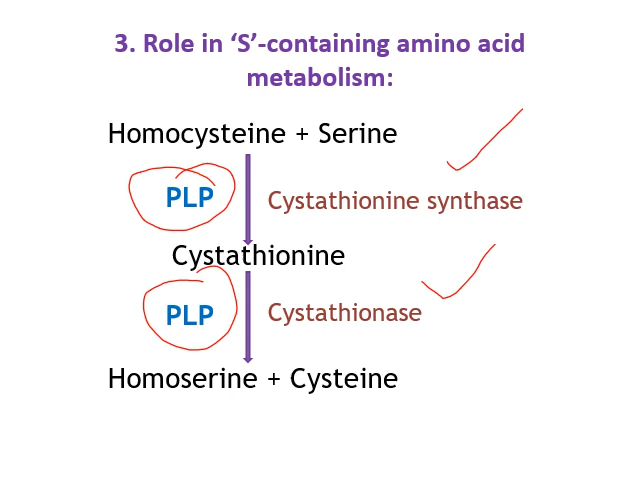 3. Role in ‘S’-containing amino acid
metabolism:
Homocysteine + Serine
PLP
Cystathionine synthase
Cystathionine
PLP
Cystathionase
Homoserine + Cysteine